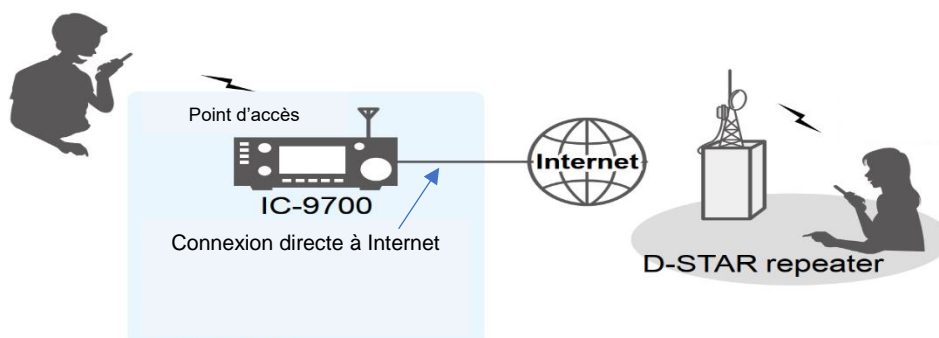 Point d’accès
IC-9700
Connexion directe à Internet
Internet
D-STAR repeater